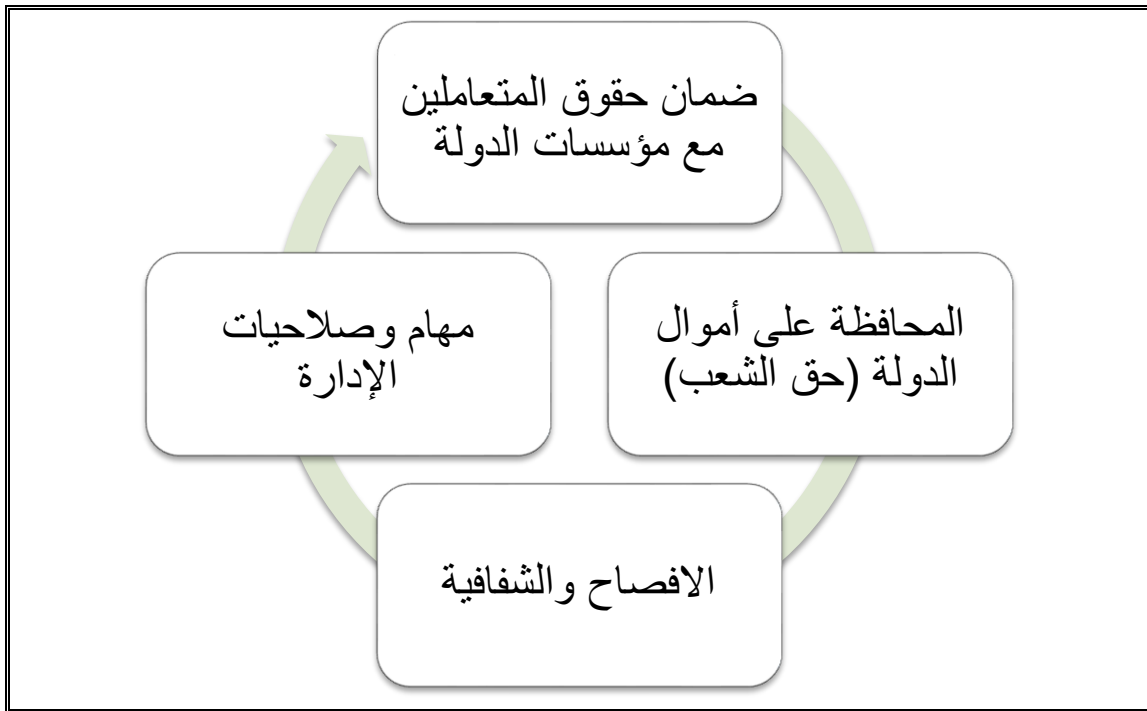 ضمان حقوق المتعاملين
مع مؤسسات الدولة
المحافظة على أموال
الدولة (حق الشعب)
الافصاح والشفافية
مهام وصلاحيات
الإدارة